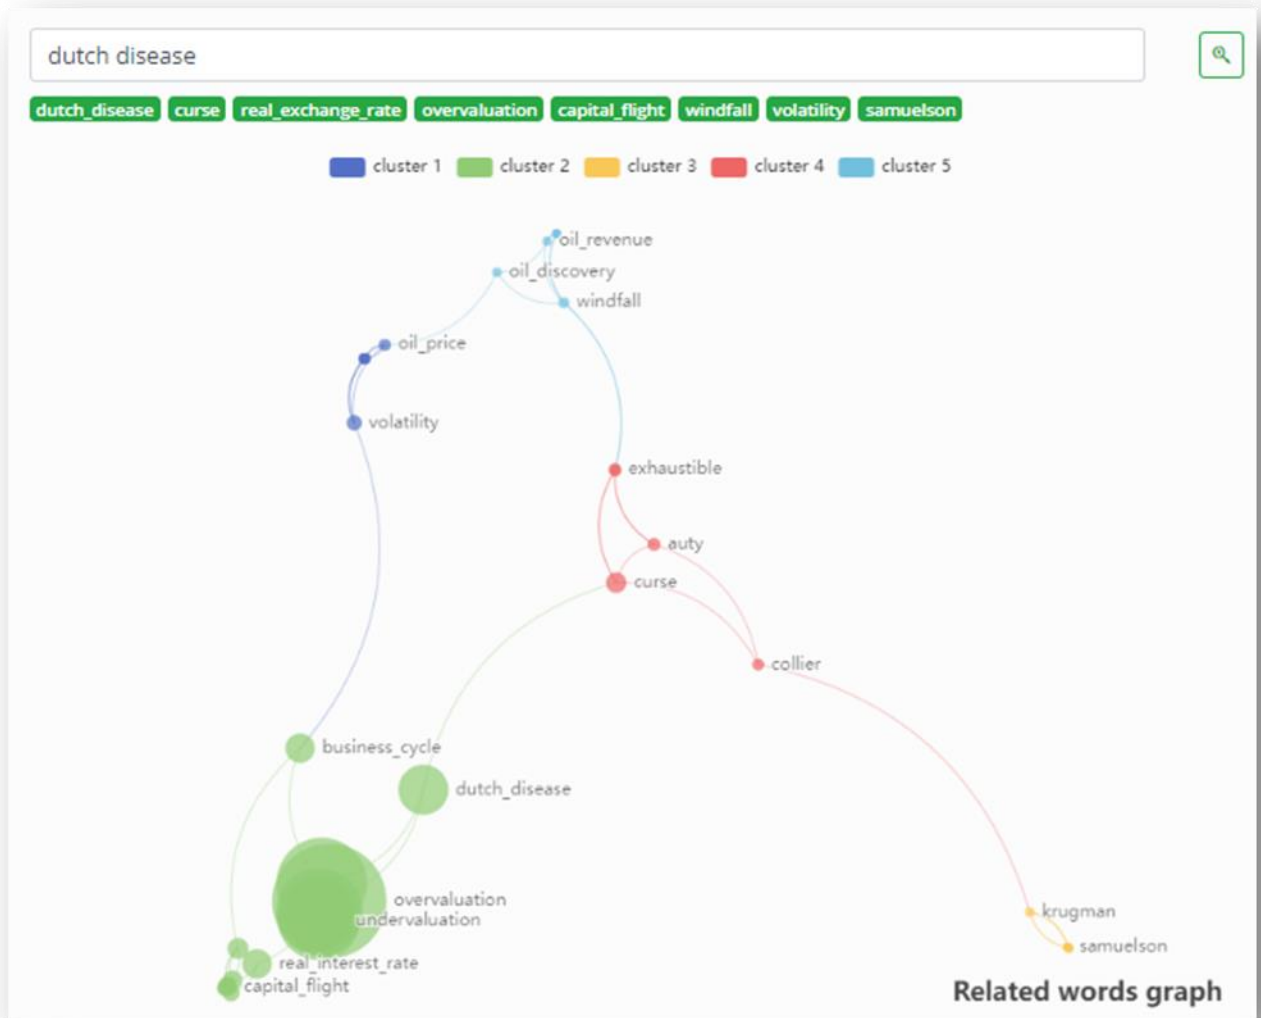 dutch disease
dutch_disease curse real_exchange_rate overvaluation capital_flight windfall volatility samuelson
cluster 1 cluster 2 cluster 3 cluster 4 cluster 5
oil_revenue
oil_discovery
windfall
oil_price
volatility
exhaustible
auty
curse
collier
business_cycle
dutch_disease
overvaluation
undervaluation
krugman
samuelson
real_interest_rate
capital_flight
Related words graph